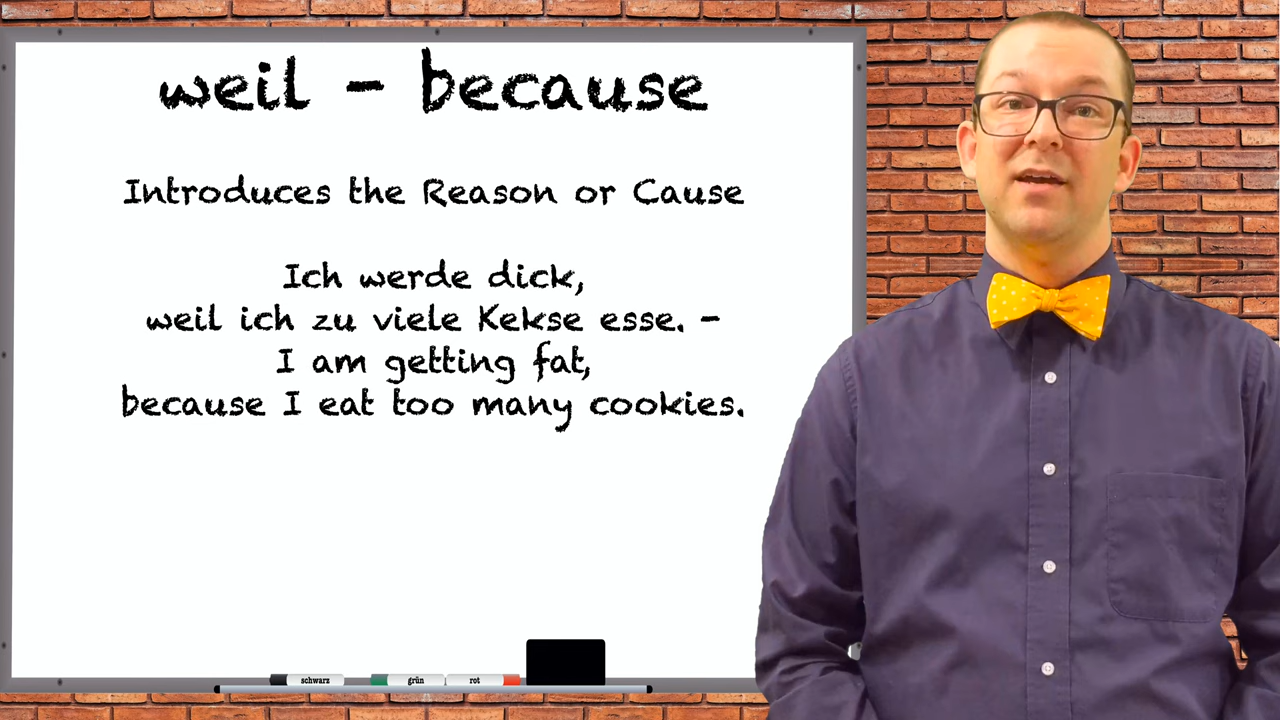 weil - because
Introduces the Reason or Cause
Ich werde dick,
weil ich zu viele Kekse esse. -
I am getting fat,
because I eat too many cookies.
schwarz
grün
rot